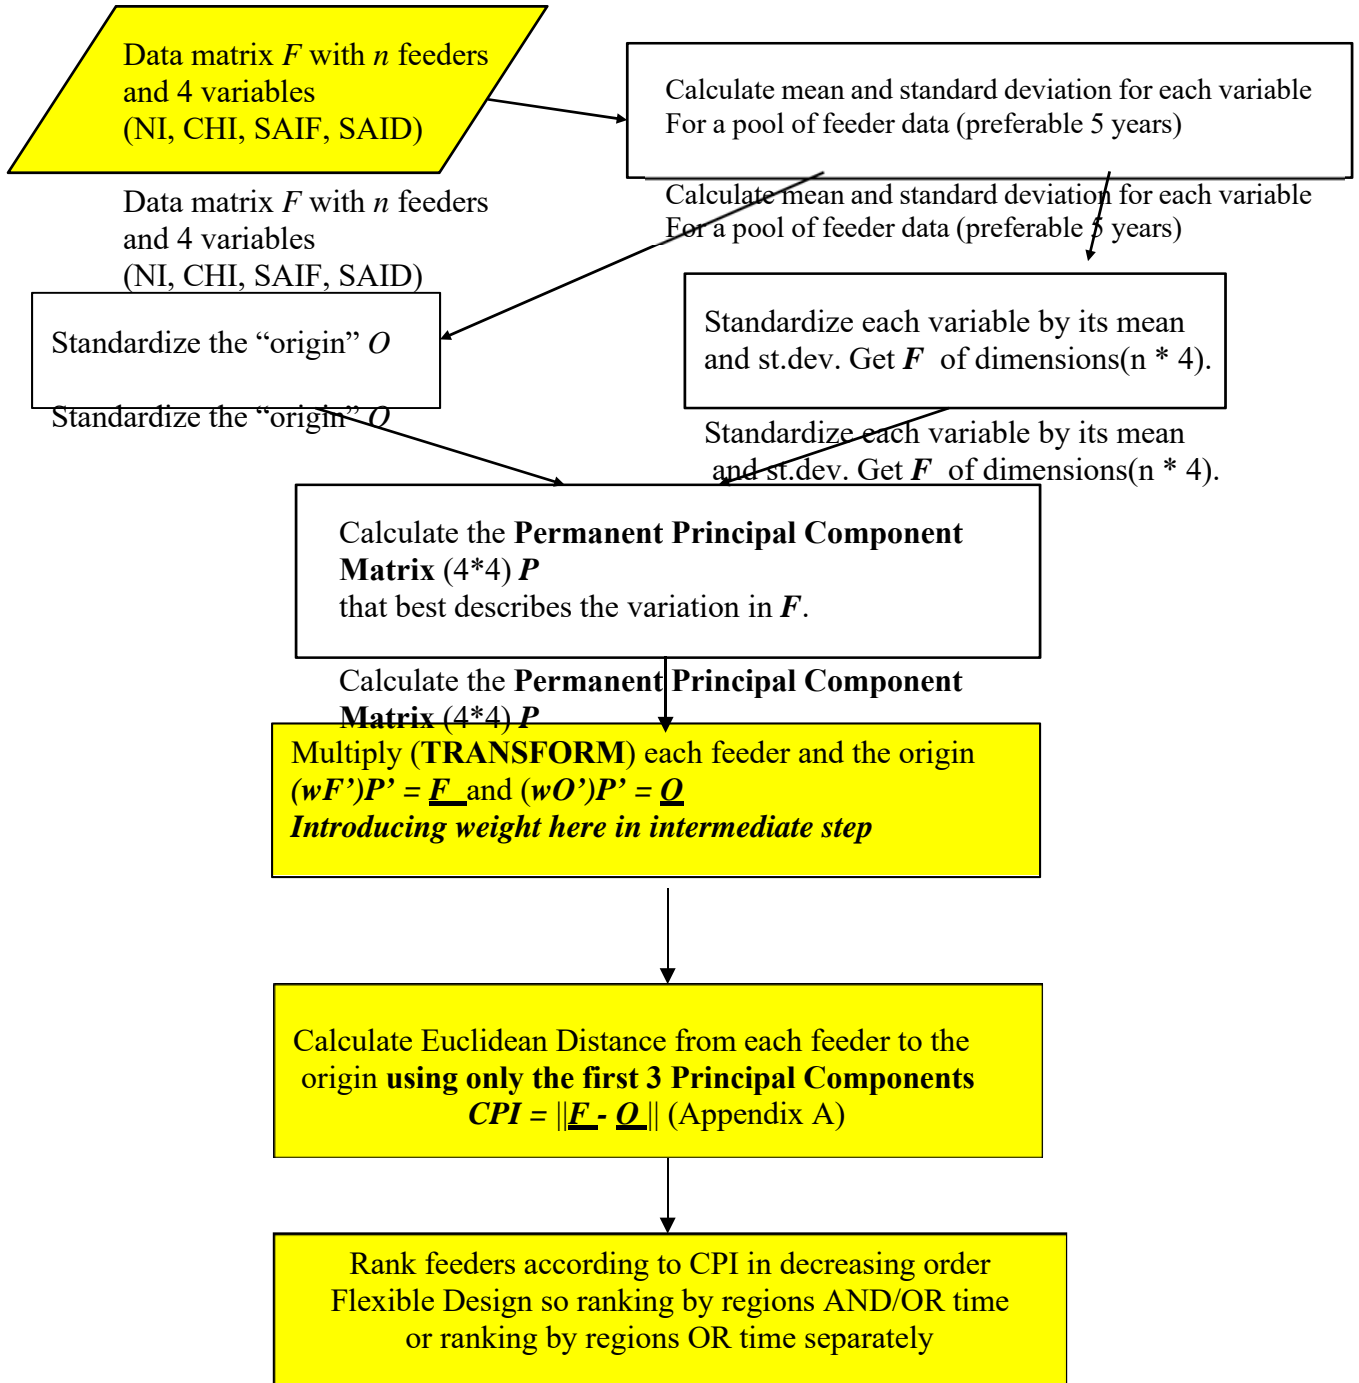 Data matrix F with n feeders
and 4 variables
(NI, CHI, SAIF, SAID)
Calculate mean and standard deviation for each variable
For a pool of feeder data (preferable 5 years)
Data matrix F with n feeders
and 4 variables
(NI, CHI, SAIF, SAID)
Calculate mean and standard deviation for each variable
For a pool of feeder data (preferable 5 years)
Standardize the “origin” O
Standardize the “origin” O
Standardize each variable by its mean
and st.dev. Get F of dimensions(n * 4).
Standardize each variable by its mean
and st.dev. Get F of dimensions(n * 4).
Calculate the Permanent Principal Component
Matrix (4*4) P
that best describes the variation in F.
Calculate the Permanent Principal Component
Matrix (4*4) P
Multiply (TRANSFORM) each feeder and the origin
(wF’)P’ = F and (wO’)P’ = O
Introducing weight here in intermediate step
Calculate Euclidean Distance from each feeder to the
origin using only the first 3 Principal Components
CPI = ||F - O || (Appendix A)
Rank feeders according to CPI in decreasing order
Flexible Design so ranking by regions AND/OR time
or ranking by regions OR time separately